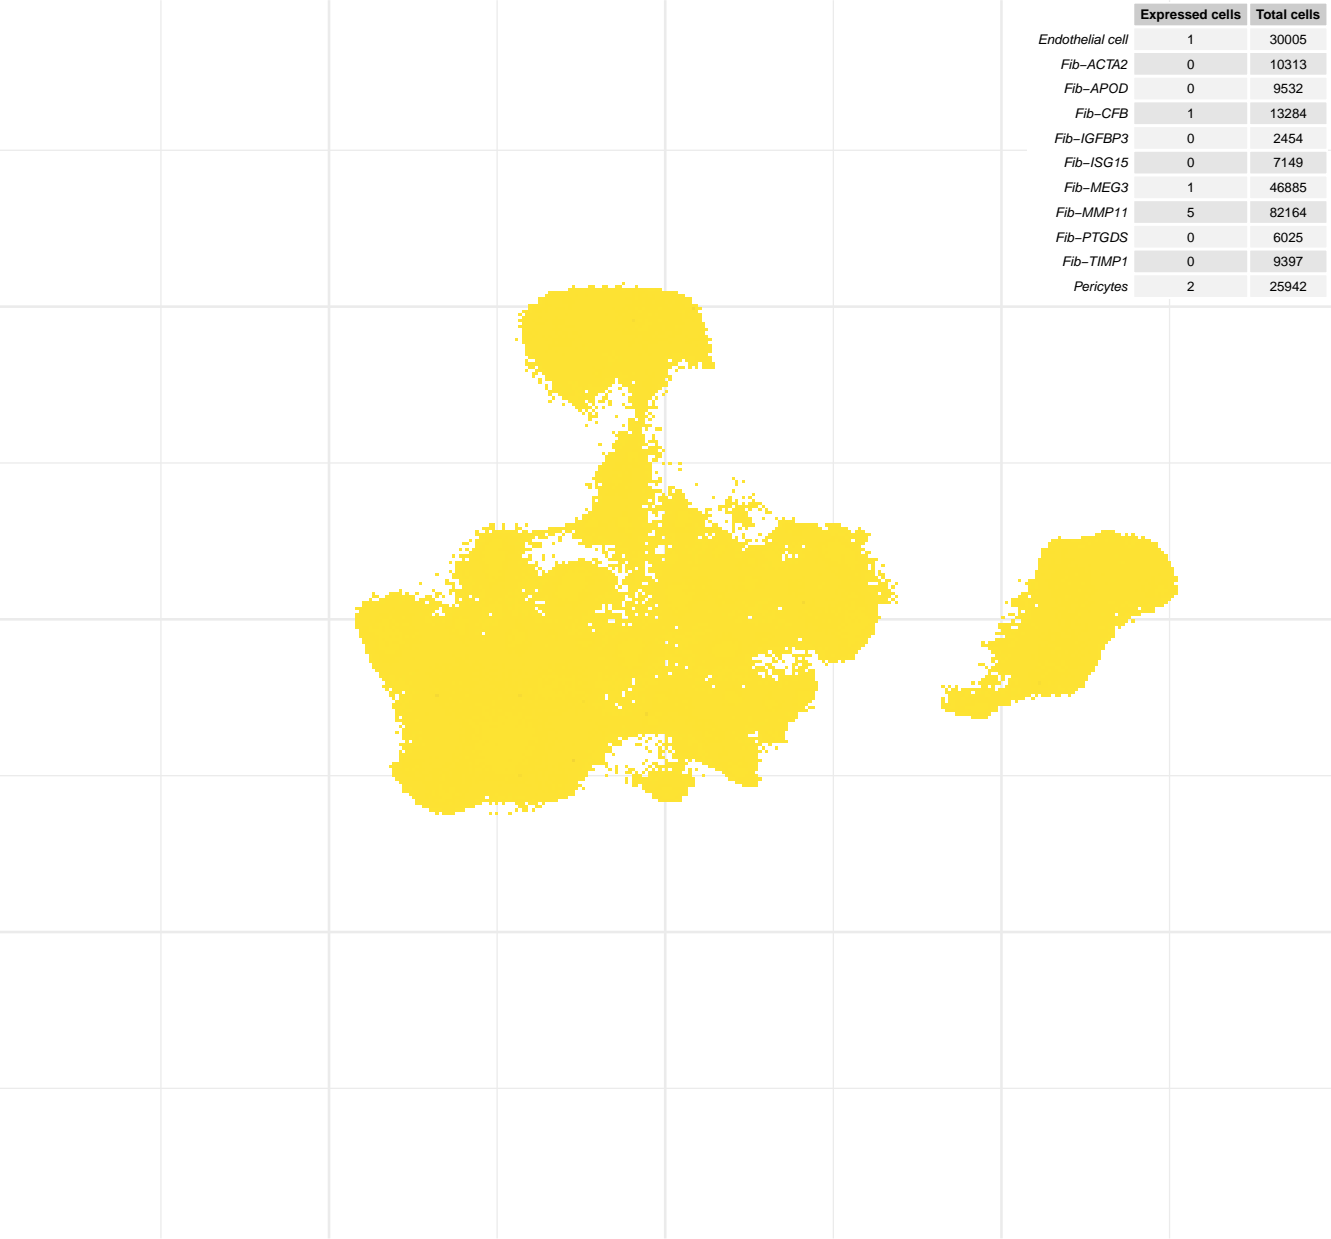 Expressed cells Total cells
Endothelial cell 1 30005
Fib−ACTA2 0 10313
Fib−APOD 0 9532
Fib−CFB 1 13284
Fib−IGFBP3 0 2454
Fib−ISG15 0 7149
Fib−MEG3 1 46885
Fib−MMP11 5 82164
Fib−PTGDS 0 6025
Fib−TIMP1 0 9397
Pericytes 2 25942